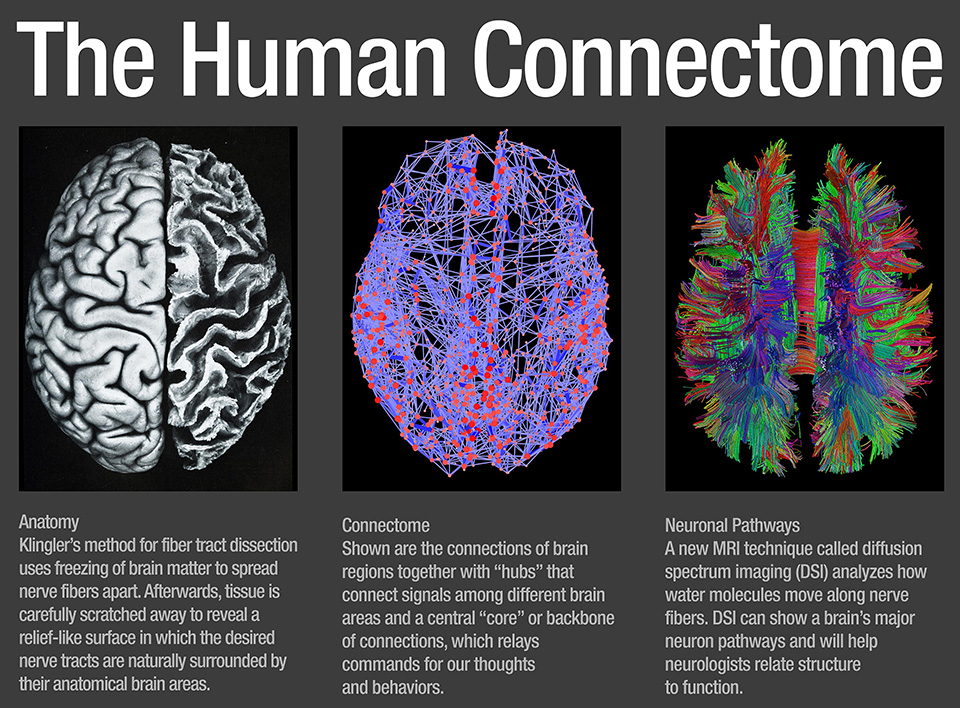 The Human Connectome
Anatomy
Klingler’s method for fiber tract dissection
uses freezing of brain matter to spread
nerve fibers apart. Afterwards, tissue is
carefully scratched away to reveal a
relief-like surface in which the desired
nerve tracts are naturally surrounded by
their anatomical brain areas.
Connectome
Shown are the connections of brain
regions together with “hubs” that
connect signals among different brain
areas and a central “core” or backbone
of connections, which relays
commands for our thoughts
and behaviors.
Neuronal Pathways
A new MRI technique called diffusion
spectrum imaging (DSI) analyzes how
water molecules move along nerve
fibers. DSI can show a brain’s major
neuron pathways and will help
neurologists relate structure
to function.